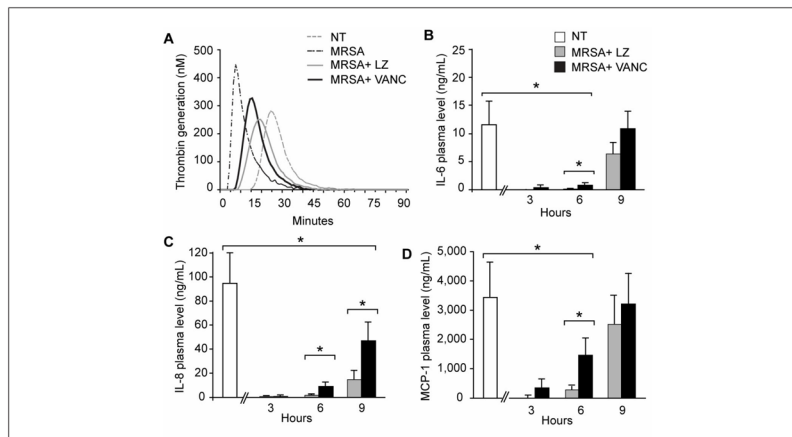 A
NT
MRSA
MRSA+ LZ
MRSA+ VANC
Thrombin generation (nM)
500
400
300
200
100
0
0 15 30 45 60 75 90
Minutes
B
NT
MRSA+ LZ
MRSA+ VANC
IL-6 plasma level (ng/mL)
25
20
15
10
5
0
*
*
3 6 9
Hours
C
IL-8 plasma level (ng/mL)
120
100
80
60
40
20
0
*
*
*
3 6 9
Hours
D
MCP-1 plasma level (ng/mL)
5,000
4,000
3,000
2,000
1,000
0
*
*
3 6 9
Hours